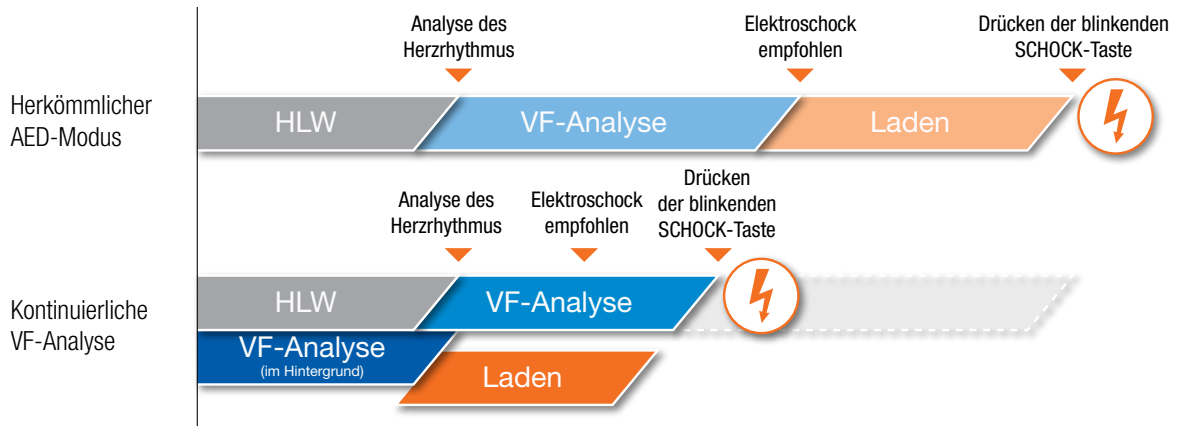 Analyse des
Herzrhythmus
Elektroschock
empfohlen
Drücken der blinkenden
SCHOCK-Taste
Herkömmlicher
AED-Modus
HLW
VF-Analyse
Laden
Analyse des
Herzrhythmus
Elektroschock
empfohlen
Drücken
der blinkenden
SCHOCK-Taste
Kontinuierliche
VF-Analyse
HLW
VF-Analyse
VF-Analyse
(im Hintergrund)
Laden